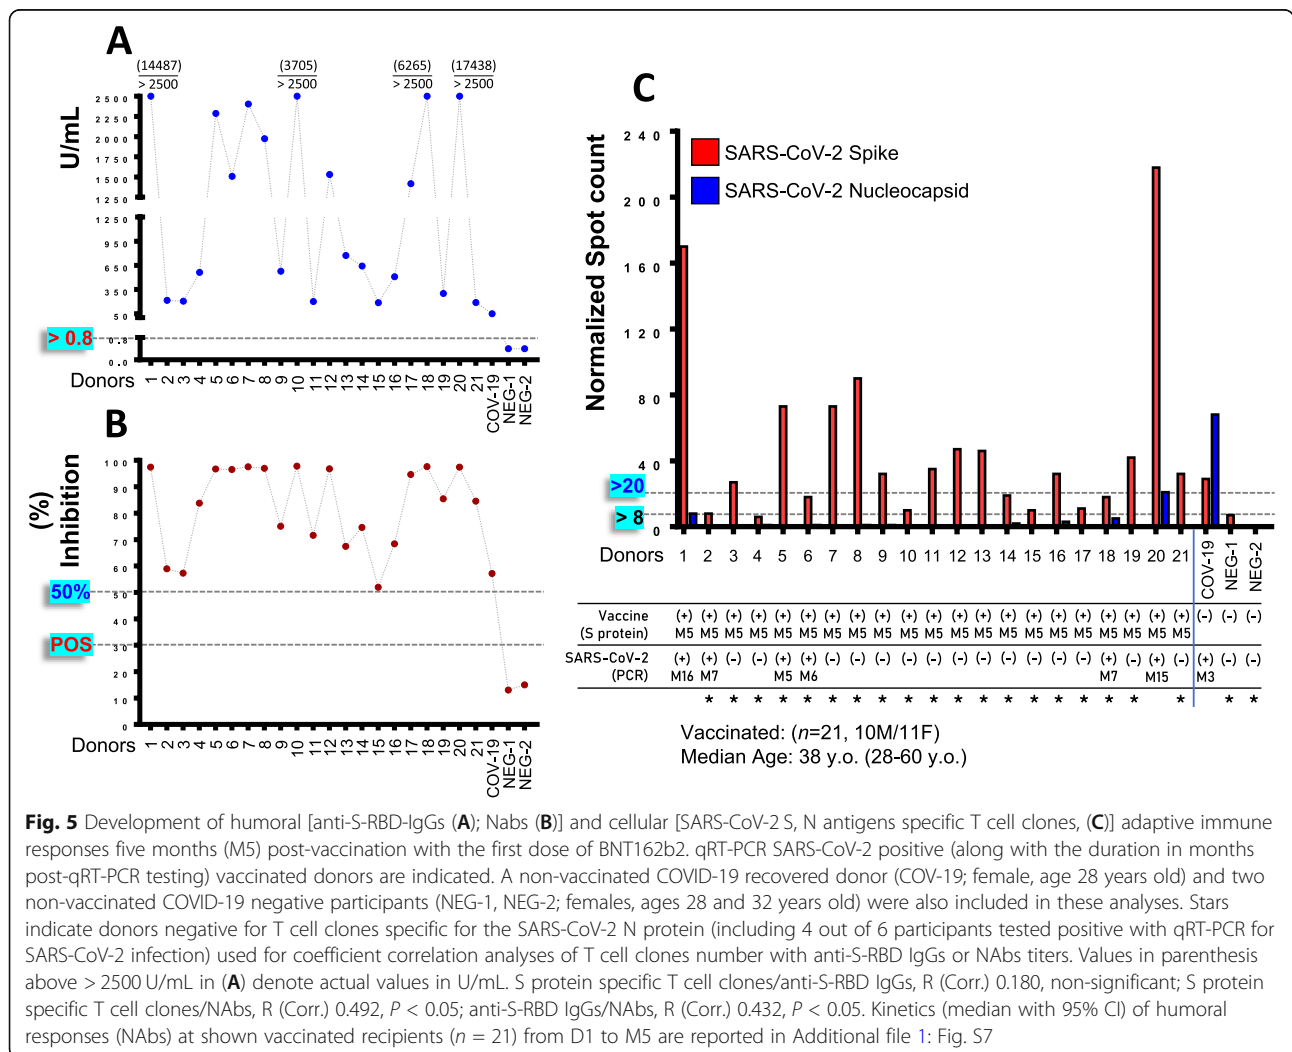 A
(14487)
> 2500
(3705)
> 2500
(6265)
> 2500
(17438)
> 2500
U/mL
2500
2250
2000
1750
1500
1250
1250
950
650
350
50
> 0.8
0.8
0.0
Donors 1 2 3 4 5 6 7 8 9 10 11 12 13 14 15 16 17 18 19 20 21 COV-19 NEG-1 NEG-2
B
(%)
Inhibition
100
90
80
70
60
50
40
30
20
10
0
50%
POS
Donors 1 2 3 4 5 6 7 8 9 10 11 12 13 14 15 16 17 18 19 20 21 COV-19 NEG-1 NEG-2
C
Normalized Spot count
240
200
160
120
80
40
0
SARS-CoV-2 Spike
SARS-CoV-2 Nucleocapsid
>20
> 8
Donors 1 2 3 4 5 6 7 8 9 10 11 12 13 14 15 16 17 18 19 20 21 COV-19 NEG-1 NEG-2
Vaccine (+) (+) (+) (+) (+) (+) (+) (+) (+) (+) (+) (+) (+) (+) (+) (+) (+) (+) (+) (+) (+) (-) (-) (-)
(S protein) M5 M5 M5 M5 M5 M5 M5 M5 M5 M5 M5 M5 M5 M5 M5 M5 M5 M5 M5 M5 M5
SARS-CoV-2 (+) (+) (-) (-) (+) (+) (-) (-) (-) (-) (-) (-) (-) (-) (-) (-) (-) (+) (-) (+) (-) (+) (-) (-)
(PCR) M16 M7 M5 M6 M7 M15 M3
* * * * * * * * * * * * * * * * * * * * *
Vaccinated: (n=21, 10M/11F)
Median Age: 38 y.o. (28-60 y.o.)
Fig. 5 Development of humoral [anti-S-RBD-IgGs (A); Nabs (B)] and cellular [SARS-CoV-2 S, N antigens specific T cell clones, (C)] adaptive immune
responses five months (M5) post-vaccination with the first dose of BNT162b2. qRT-PCR SARS-CoV-2 positive (along with the duration in months
post-qRT-PCR testing) vaccinated donors are indicated. A non-vaccinated COVID-19 recovered donor (COV-19; female, age 28 years old) and two
non-vaccinated COVID-19 negative participants (NEG-1, NEG-2; females, ages 28 and 32 years old) were also included in these analyses. Stars
indicate donors negative for T cell clones specific for the SARS-CoV-2 N protein (including 4 out of 6 participants tested positive with qRT-PCR for
SARS-CoV-2 infection) used for coefficient correlation analyses of T cell clones number with anti-S-RBD IgGs or NAbs titers. Values in parenthesis
above > 2500 U/mL in (A) denote actual values in U/mL. S protein specific T cell clones/anti-S-RBD IgGs, R (Corr.) 0.180, non-significant; S protein
specific T cell clones/NAbs, R (Corr.) 0.492, P < 0.05; anti-S-RBD IgGs/NAbs, R (Corr.) 0.432, P < 0.05. Kinetics (median with 95% CI) of humoral
responses (NAbs) at shown vaccinated recipients (n = 21) from D1 to M5 are reported in Additional file 1: Fig. S7